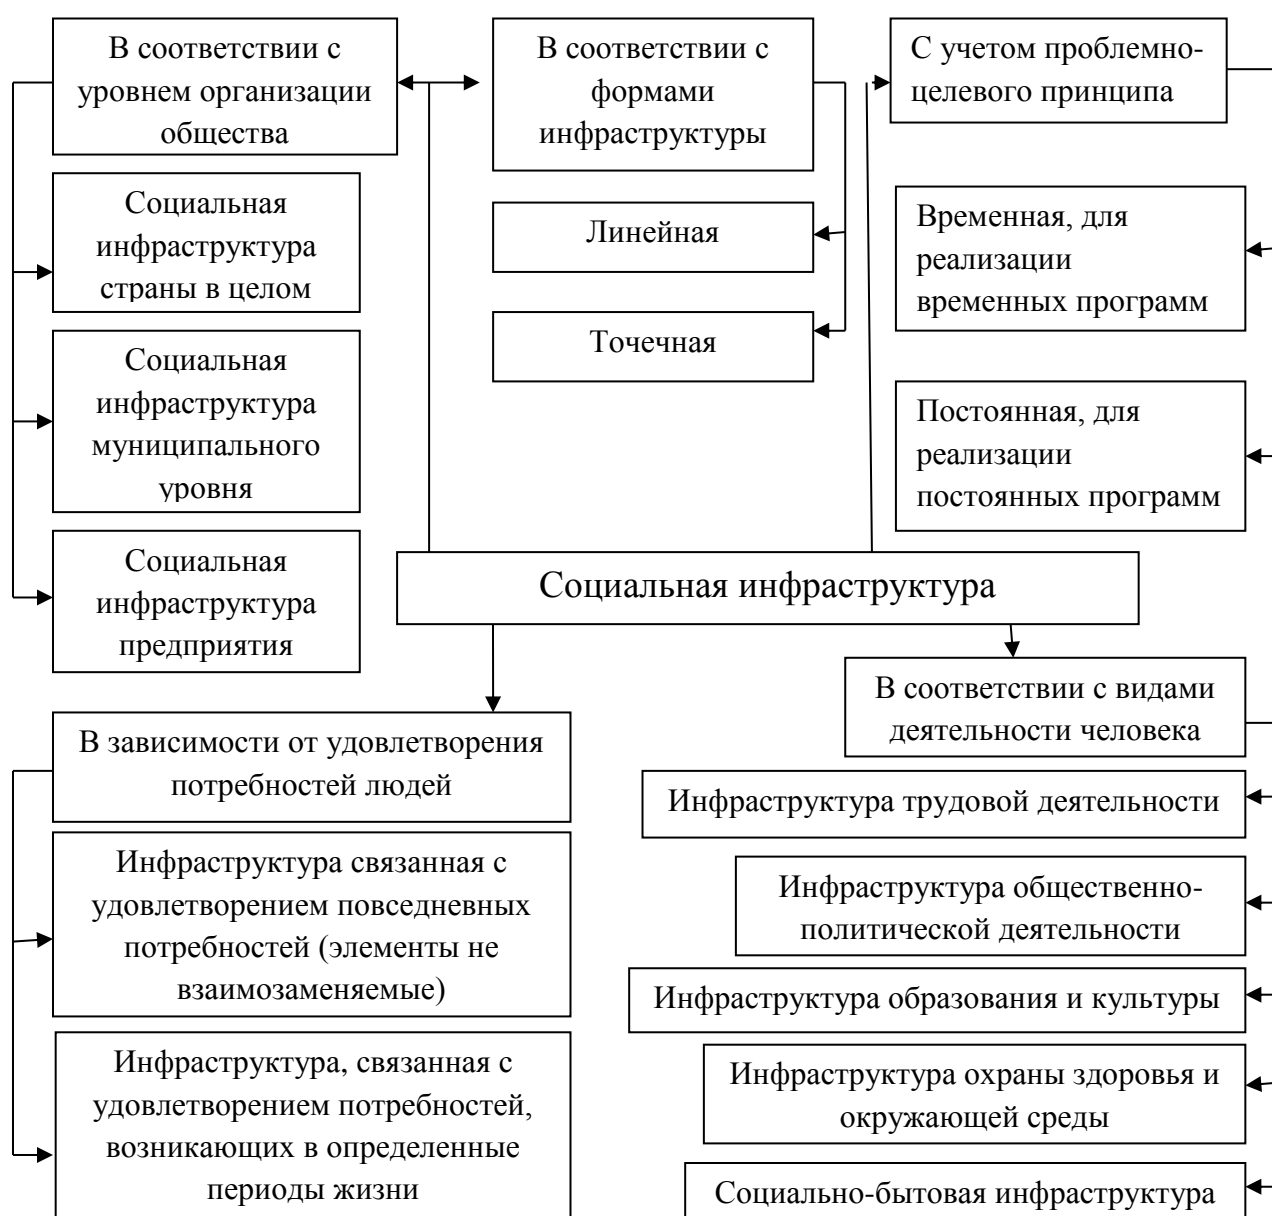 В соответствии с
уровнем организации
общества
Социальная
инфраструктура
страны в целом
Социальная
инфраструктура
муниципального
уровня
Социальная
инфраструктура
предприятия
В соответствии с
формами
инфраструктуры
Линейная
Точечная
С учетом проблемно-
целевого принципа
Временная, для
реализации
временных программ
Постоянная, для
реализации
постоянных программ
Социальная инфраструктура
В зависимости от удовлетворения
потребностей людей
Инфраструктура связанная с
удовлетворением повседневных
потребностей (элементы не
взаимозаменяемые)
Инфраструктура, связанная с
удовлетворением потребностей,
возникающих в определенные
периоды жизни
В соответствии с видами
деятельности человека
Инфраструктура трудовой деятельности
Инфраструктура общественно-
политической деятельности
Инфраструктура образования и культуры
Инфраструктура охраны здоровья и
окружающей среды
Социально-бытовая инфраструктура